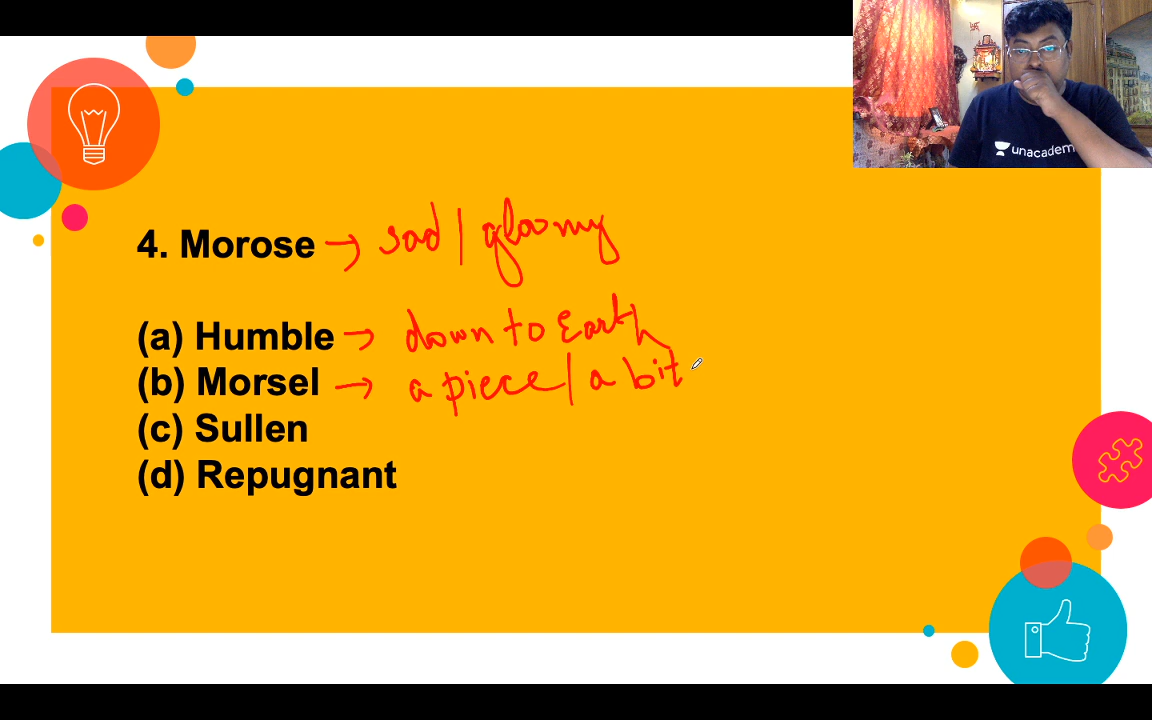 unacadem
4. Morose → sad | gloomy
(a) Humble → down to Earth
(b) Morsel → a piece | a bit
(c) Sullen
(d) Repugnant